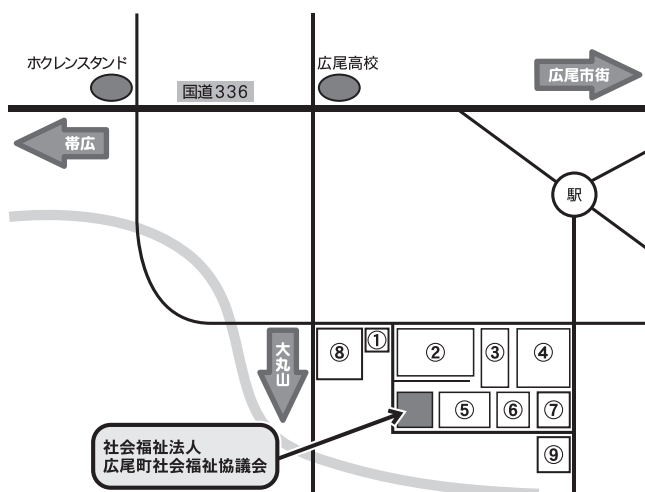 ホクレンスタンド
国道336
広尾高校
広尾市街
帯広
駅
大丸山
⑧
①
②
③
④
⑤
⑥
⑦
⑨
社会福祉法人
広尾町社会福祉協議会